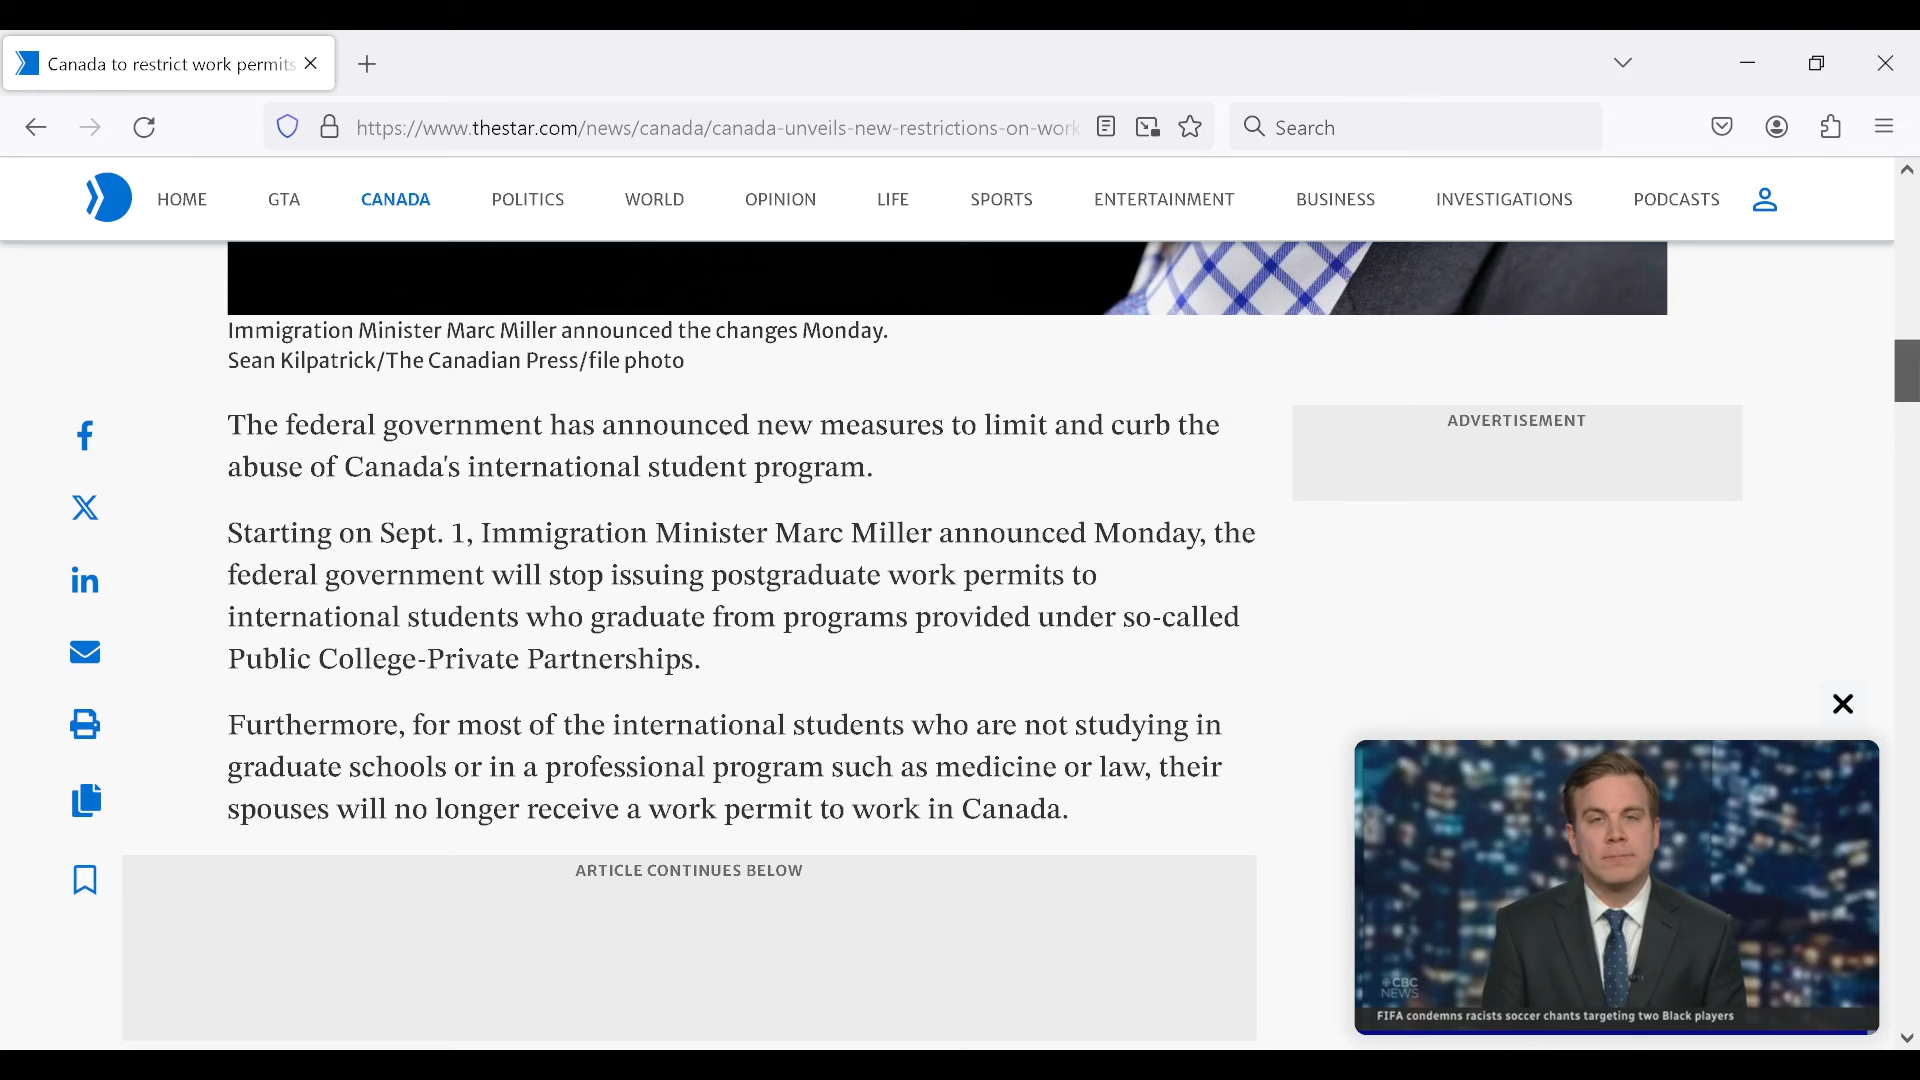 Canada to restrict work permits
https://www.thestar.com/news/canada/canada-unveils-new-restrictions-on-work
Search
HOME
GTA
CANADA
POLITICS
WORLD
OPINION
LIFE
SPORTS
ENTERTAINMENT
BUSINESS
INVESTIGATIONS
PODCASTS
Immigration Minister Marc Miller announced the changes Monday.
Sean Kilpatrick/The Canadian Press/file photo
The federal government has announced new measures to limit and curb the
abuse of Canada's international student program.
ADVERTISEMENT
Starting on Sept. 1, Immigration Minister Marc Miller announced Monday, the
federal government will stop issuing postgraduate work permits to
international students who graduate from programs provided under so-called
Public College-Private Partnerships.
Furthermore, for most of the international students who are not studying in
graduate schools or in a professional program such as medicine or law, their
spouses will no longer receive a work permit to work in Canada.
ARTICLE CONTINUES BELOW
CBC
NEWS
FIFA condemns racists soccer chants targeting two Black players